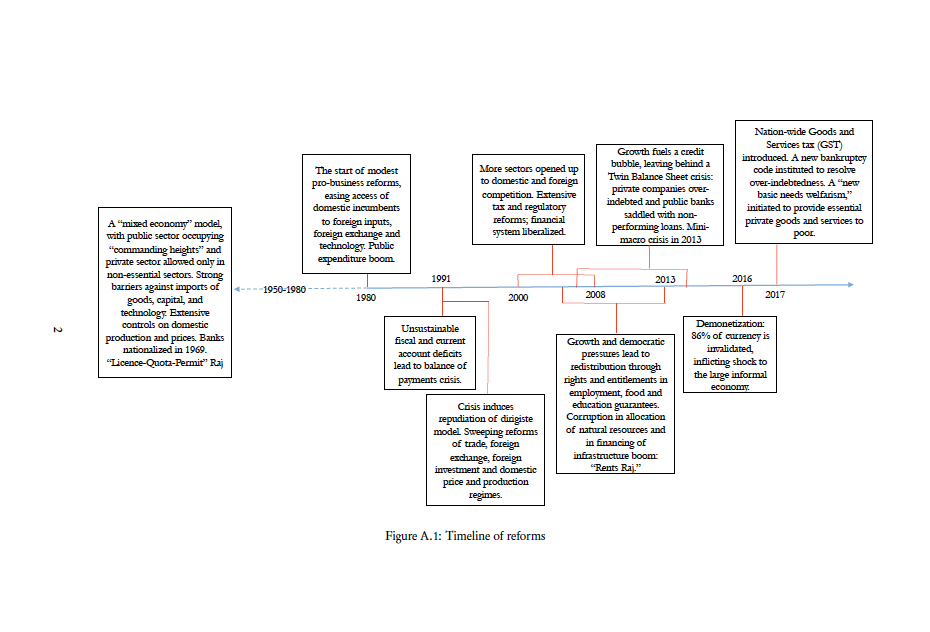 A “mixed economy” model,
with public sector occupying
“commanding heights” and
private sector allowed only in
non-essential sectors. Strong
barriers against imports of
goods, capital, and
technology. Extensive
controls on domestic
production and prices. Banks
nationalized in 1969.
“Licence-Quota-Permit” Raj
The start of modest
pro-business reforms,
easing access of
domestic incumbents
to foreign inputs,
foreign exchange and
technology. Public
expenditure boom.
More sectors opened up
to domestic and foreign
competition. Extensive
tax and regulatory
reforms; financial
system liberalized.
Growth fuels a credit
bubble, leaving behind a
Twin Balance Sheet crisis:
private companies over-
indebted and public banks
saddled with non-
performing loans. Mini-
macro crisis in 2013
Nation-wide Goods and
Services tax (GST)
introduced. A new bankruptcy
code instituted to resolve
over-indebtedness. A “new
basic needs welfarism,”
initiated to provide essential
private goods and services to
poor.
1950-1980
1980
1991
2000
2008
2013
2016
2017
Unsustainable
fiscal and current
account deficits
lead to balance of
payments crisis.
Crisis induces
repudiation of dirigiste
model. Sweeping reforms
of trade, foreign
exchange, foreign
investment and domestic
price and production
regimes.
Growth and democratic
pressures lead to
redistribution through
rights and entitlements in
employment, food and
education guarantees.
Corruption in allocation
of natural resources and
in financing of
infrastructure boom:
“Rents Raj.”
Demonetization:
86% of currency is
invalidated,
inflicting shock to
the large informal
economy.
2
Figure A.1: Timeline of reforms